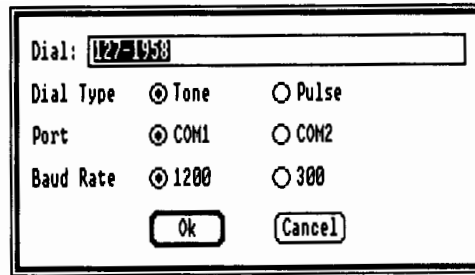 Dial: 127-1958
Dial Type Tone Pulse
Port COM1 COM2
Baud Rate 1200 300
Ok Cancel